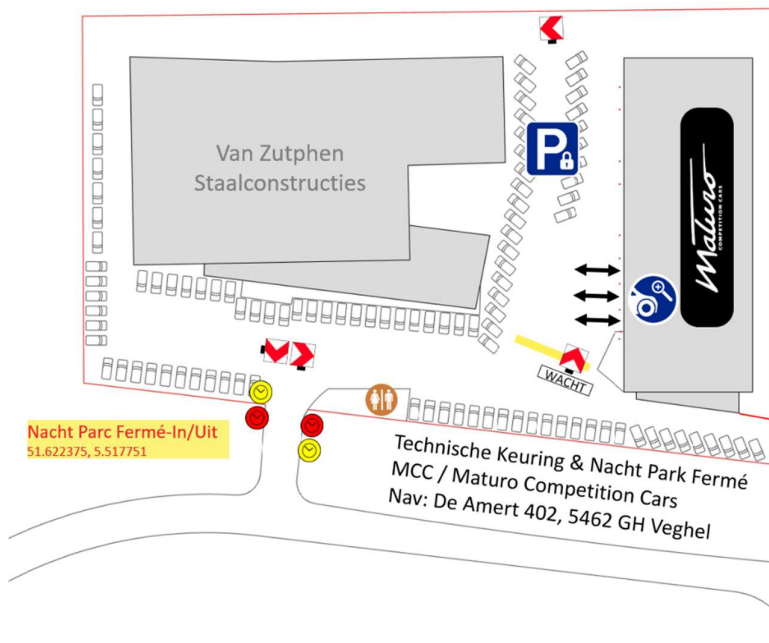 Van Zutphen
Staalconstructies
P
Maturo
COMPETITION CARS
WACHT
Nacht Parc Fermé-In/Uit
51.622375, 5.517751
Technische Keuring & Nacht Park Fermé
MCC / Maturo Competition Cars
Nav: De Amert 402, 5462 GH Veghel